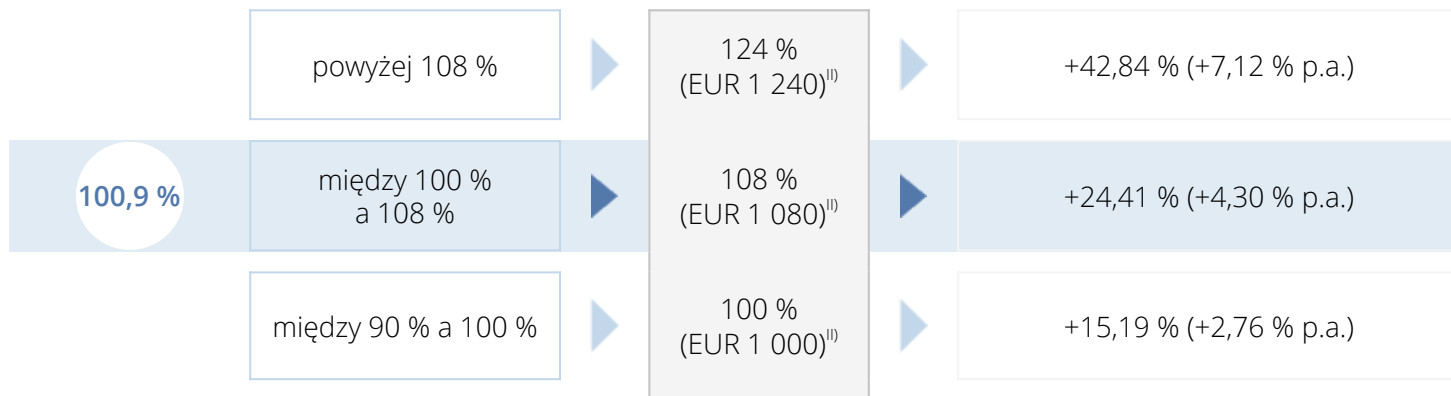 powyżej 108 %
124 %
(EUR 1 240)II)
+42,84 % (+7,12 % p.a.)
100,9 %
między 100 %
a 108 %
108 %
(EUR 1 080)II)
+24,41 % (+4,30 % p.a.)
między 90 % a 100 %
100 %
(EUR 1 000)II)
+15,19 % (+2,76 % p.a.)